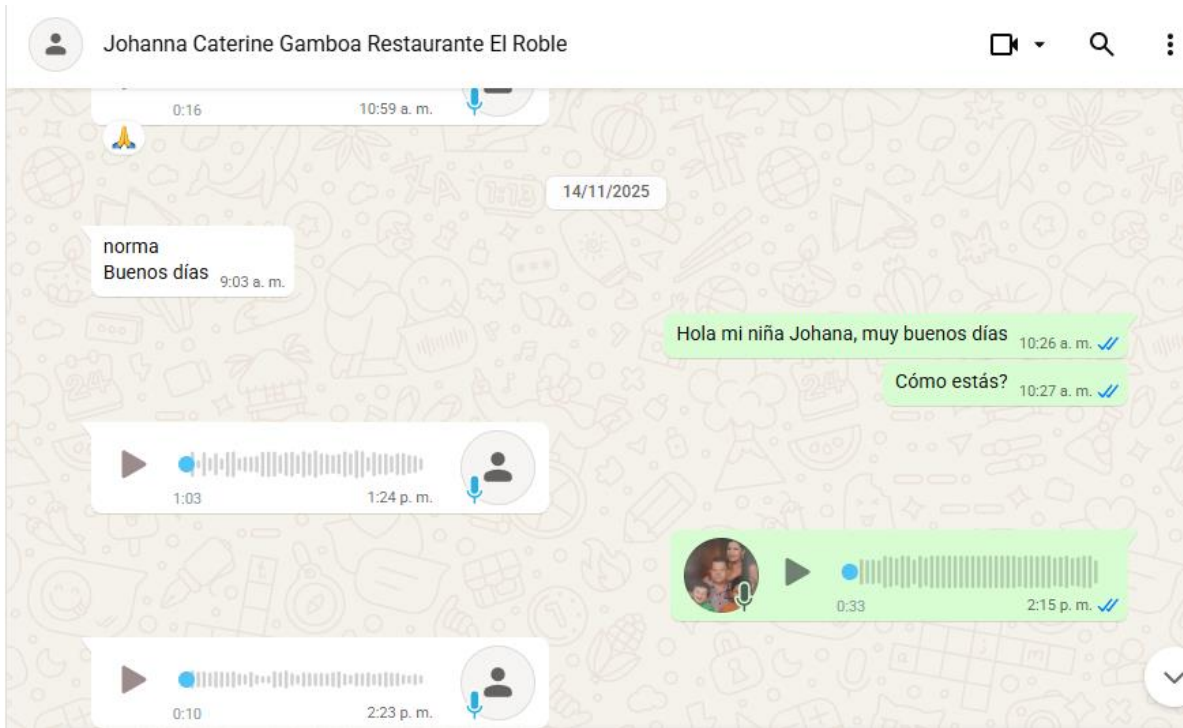 Johanna Caterine Gamboa Restaurante El Roble
0:16 10:59 a. m.
14/11/2025
norma
Buenos días 9:03 a. m.
Hola mi niña Johana, muy buenos días 10:26 a. m.
Cómo estás? 10:27 a. m.
1:03 1:24 p. m.
0:33 2:15 p. m.
0:10 2:23 p. m.